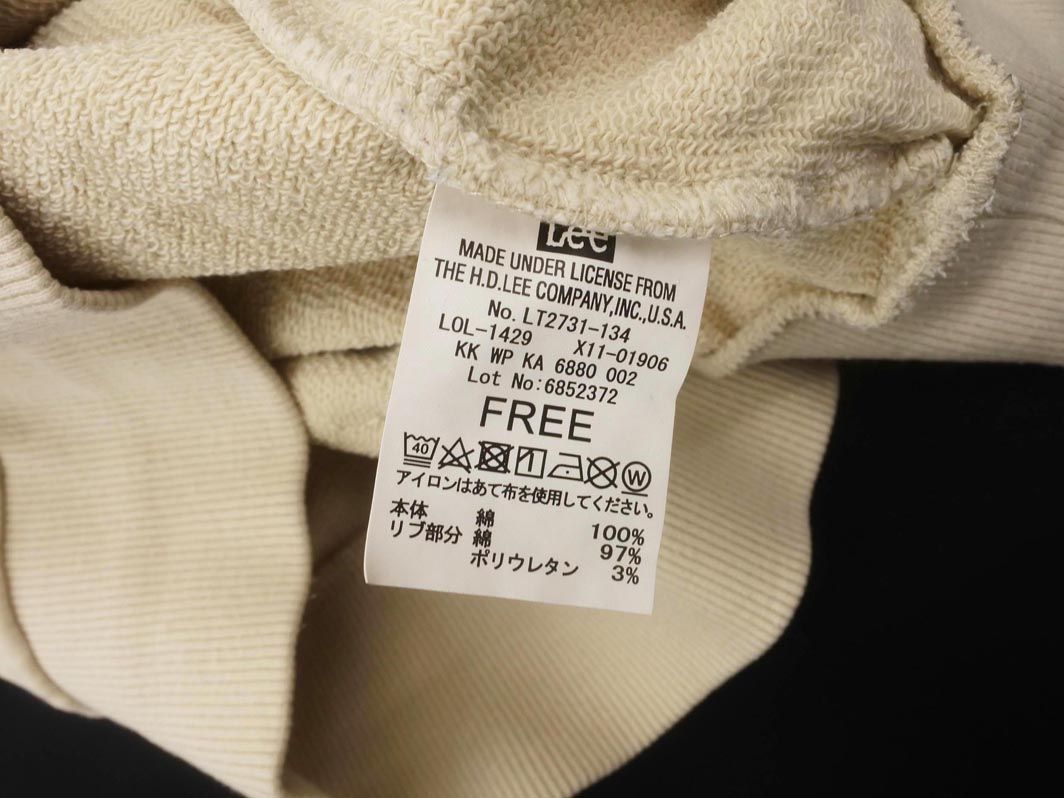 Lee
MADE UNDER LICENSE FROM
THE H.D.LEE COMPANY,INC.,U.S.A.
No. LT2731-134
LOL-1429 X11-01906
KK WP KA 6880 002
Lot No:6852372
FREE
40 W
アイロンはあて布を使用してください。
本体 綿 100%
リブ部分 綿 97%
ポリウレタン 3%